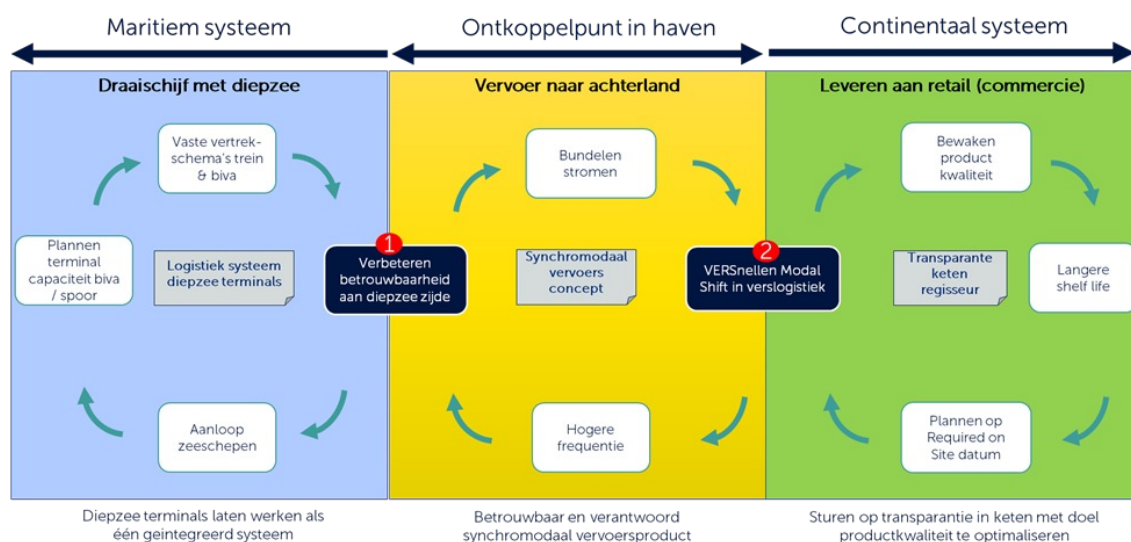 Maritiem systeem
Ontkoppelpunt in haven
Continentaal systeem
Draaischijf met diepzee
Vaste vertrek-
schema's trein
& biva
Plannen
terminal
capaciteit biva
/ spoor
Logistiek systeem
diepzee terminals
1
Verbeteren
betrouwbaarheid
aan diepzee zijde
Aanloop
zeeschepen
Vervoer naar achterland
Bundelen
stromen
Synchromodaal
vervoers
concept
2
VERSnellen Modal
Shift in verslogistiek
Hogere
frequentie
Leveren aan retail (commercie)
Bewaken
product
kwaliteit
Transparante
keten
regisseur
Langere
shelf life
Plannen op
Required on
Site datum
Diepzee terminals laten werken als
één geintegreerd systeem
Betrouwbaar en verantwoord
synchromodaal vervoersproduct
Sturen op transparantie in keten met doel
productkwaliteit te optimaliseren